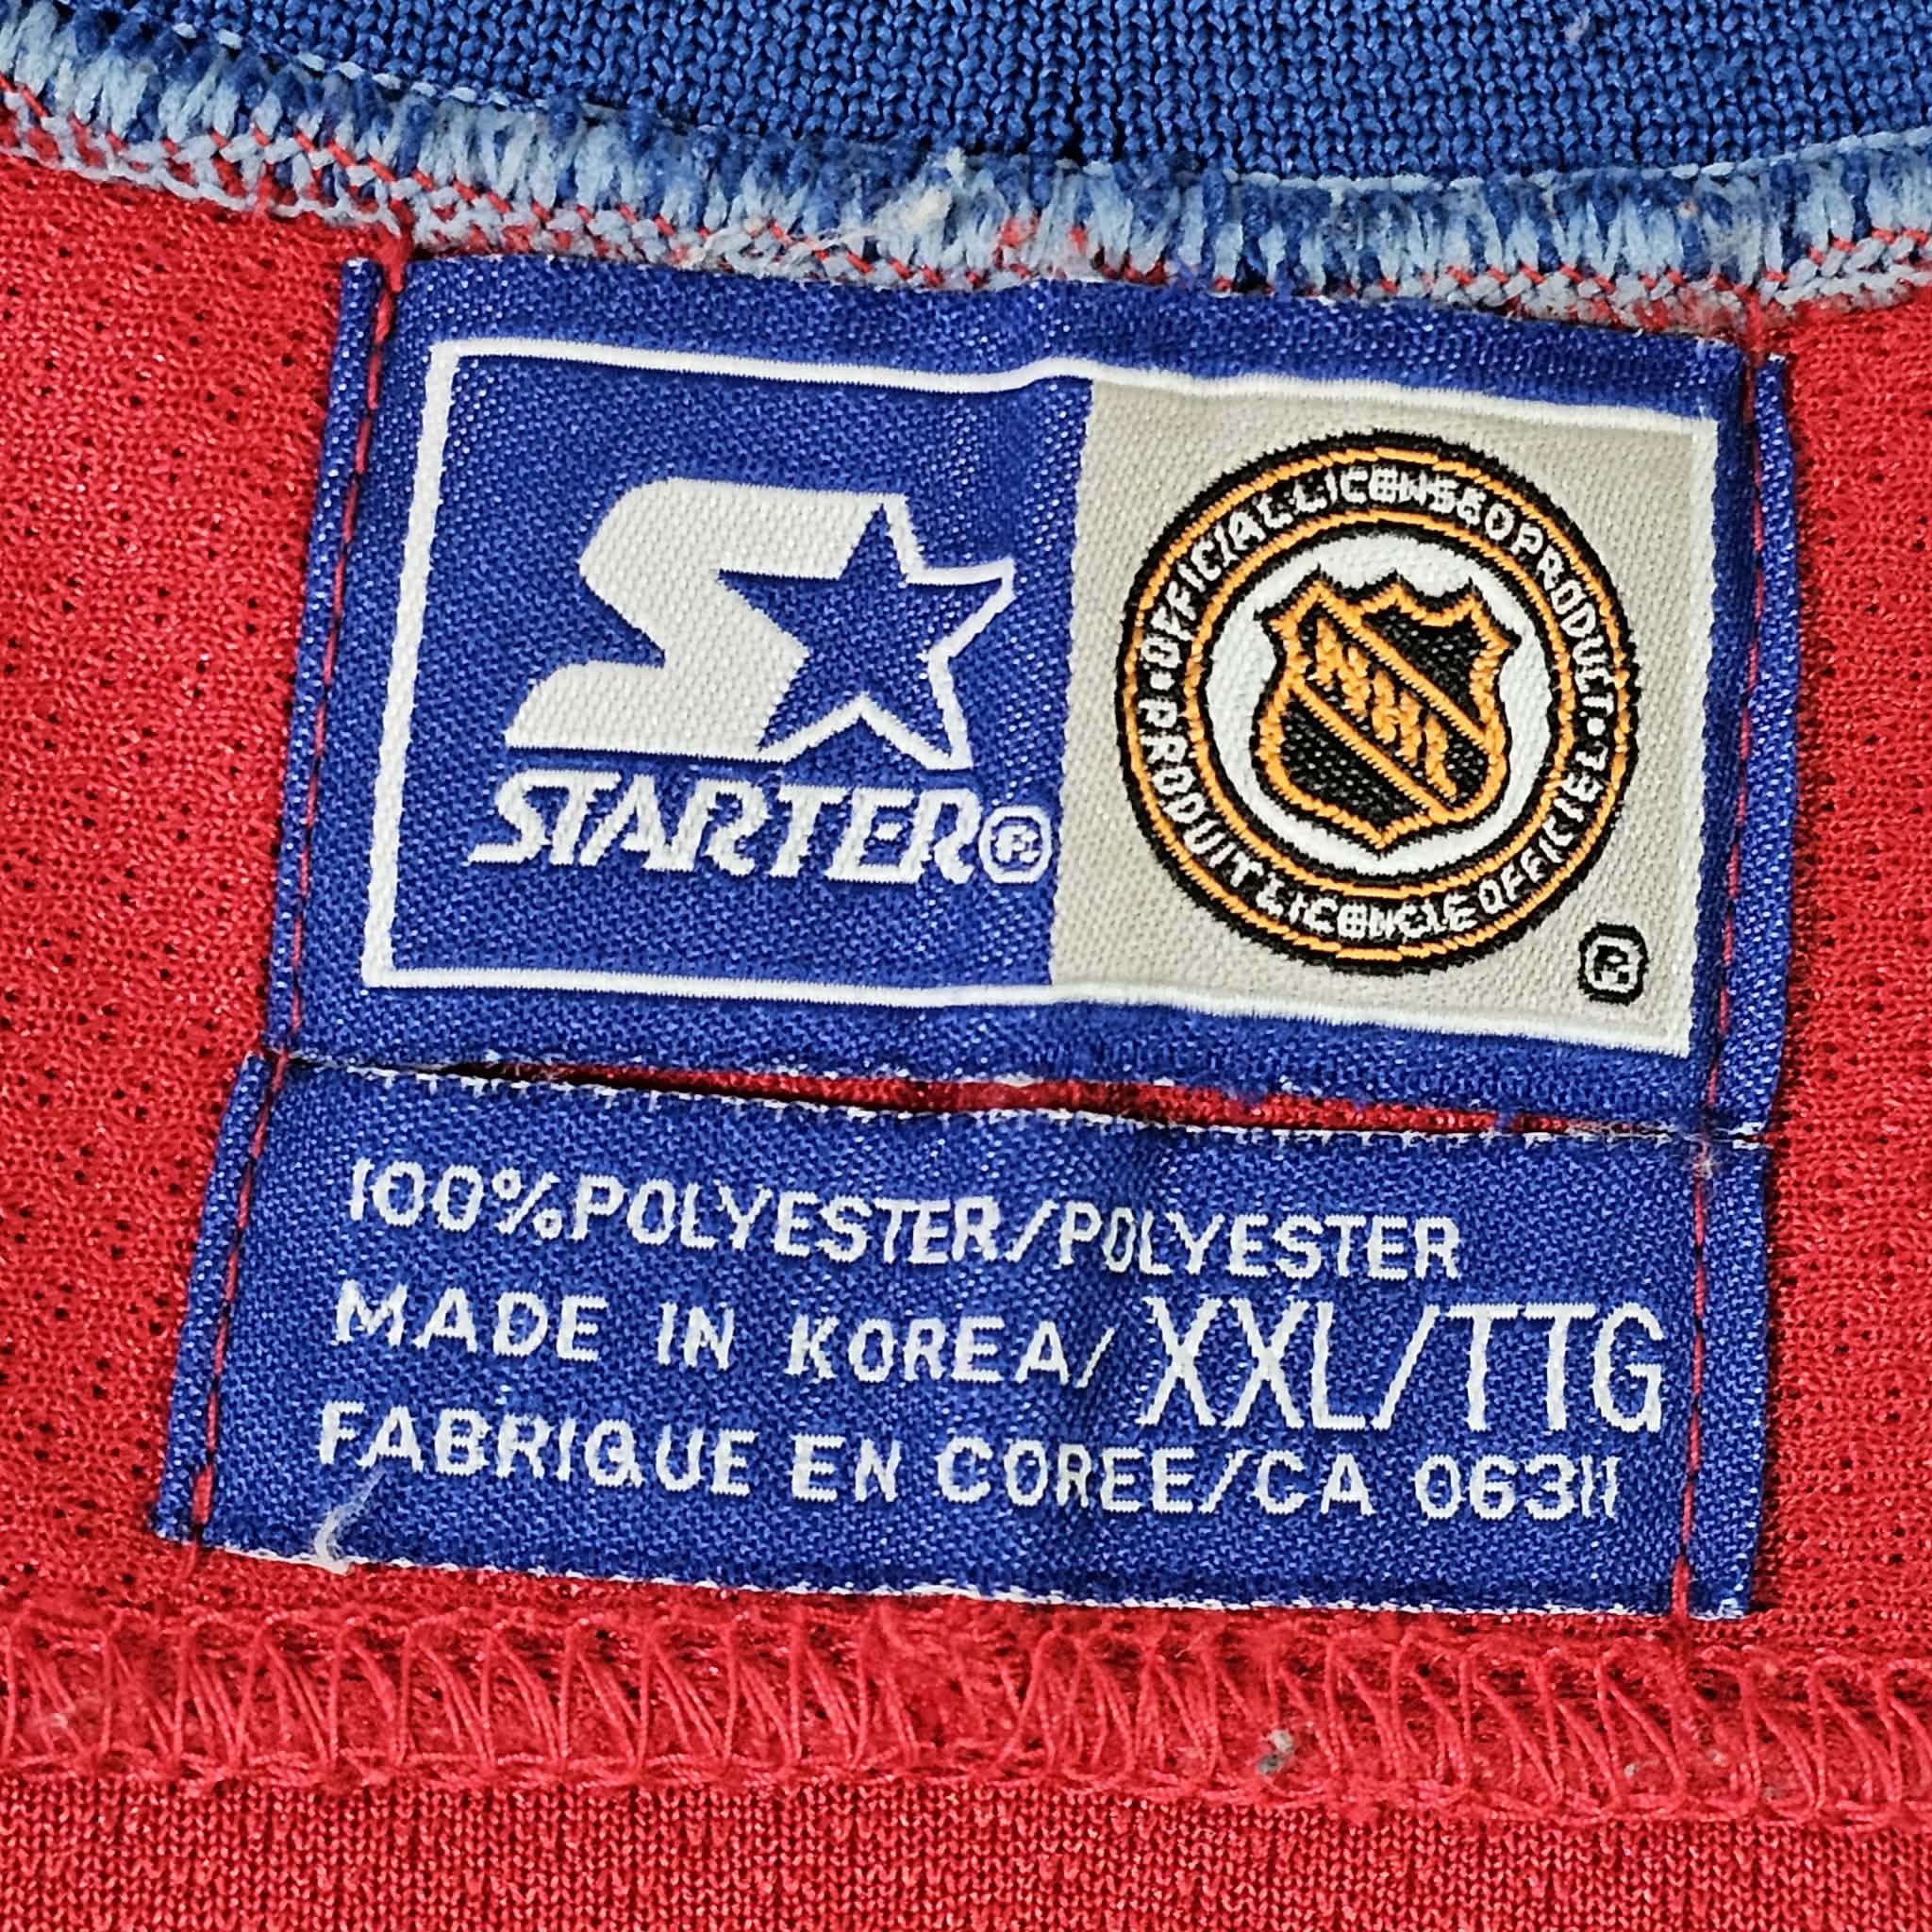 STARTER®
OFFICIAL LICENSED PRODUCT • PRODUIT LICENCIE OFFICIEL •
NHL
®
100%POLYESTER/POLYESTER
MADE IN KOREA/ XXL/TTG
FABRIQUE EN COREE/CA 06311